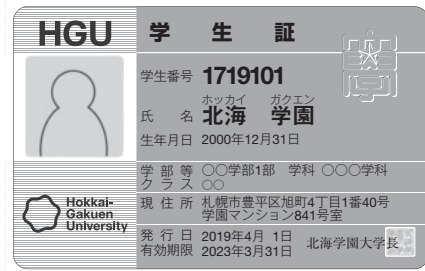 HGU 学生証
学生番号 1719101
ホッカイ ガクエン
氏名 北海 学園
生年月日 2000年12月31日
学部等 〇〇学部1部 学科 〇〇〇学科
クラス 〇〇
現住所 札幌市豊平区旭町4丁目1番40号
学園マンション841号室
発行日 2019年4月 1日
有効期限 2023年3月31日
北海学園大学長
Hokkai-
Gakuen
University